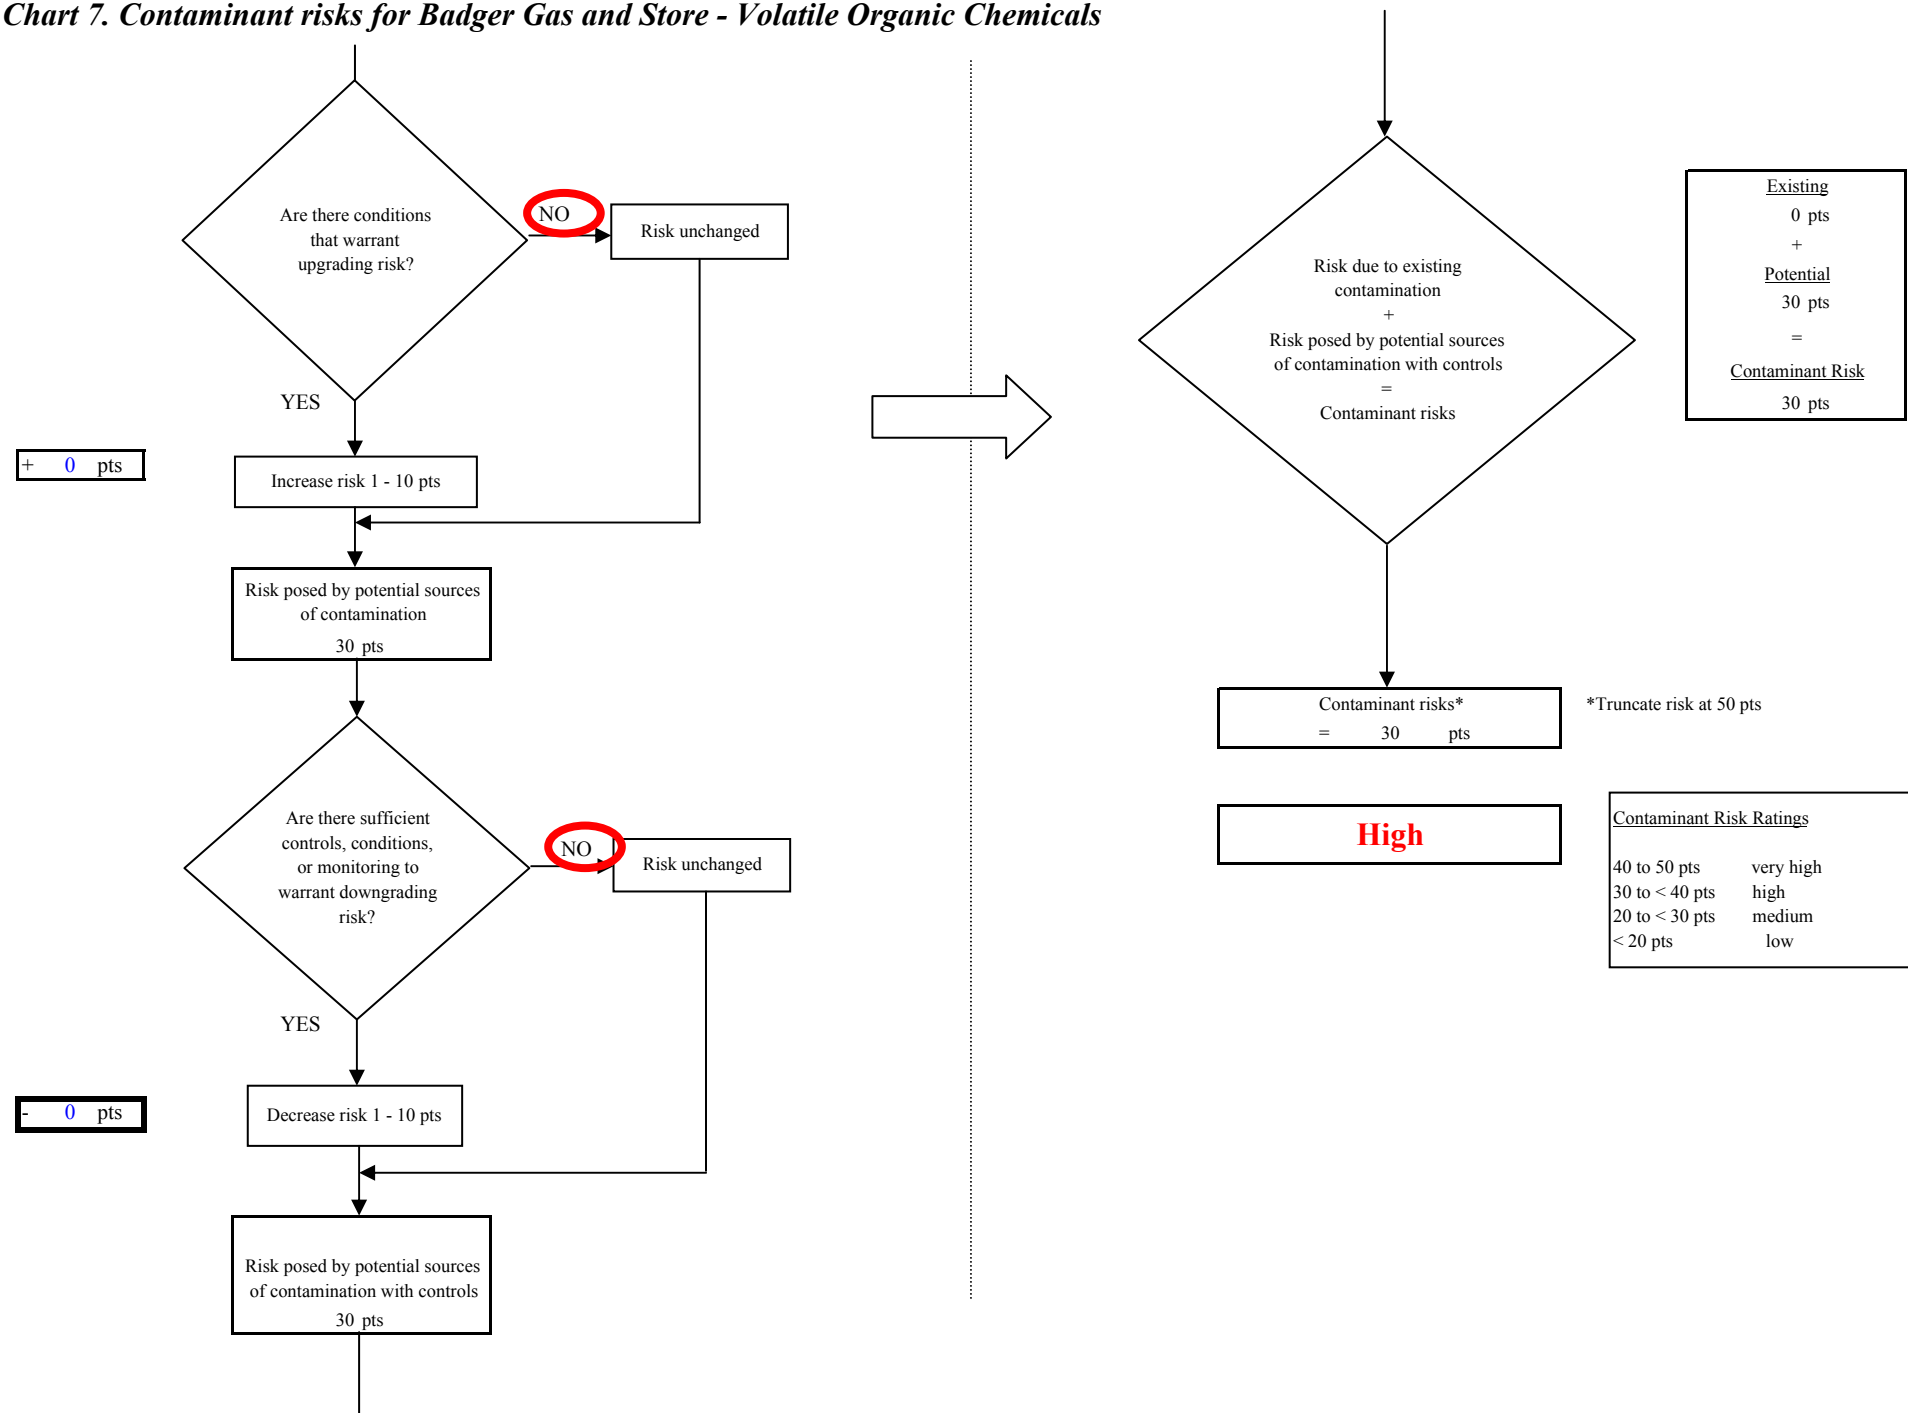 Chart 7. Contaminant risks for Badger Gas and Store - Volatile Organic Chemicals
Are there conditions
that warrant
upgrading risk?
NO
Risk unchanged
YES
+ 0 pts
Increase risk 1 - 10 pts
Risk posed by potential sources
of contamination
30 pts
Are there sufficient
controls, conditions,
or monitoring to
warrant downgrading
risk?
NO
Risk unchanged
YES
- 0 pts
Decrease risk 1 - 10 pts
Risk posed by potential sources
of contamination with controls
30 pts
Risk due to existing
contamination
+
Risk posed by potential sources
of contamination with controls
=
Contaminant risks
Existing
0 pts
+
Potential
30 pts
=
Contaminant Risk
30 pts
Contaminant risks*
= 30 pts
*Truncate risk at 50 pts
High
Contaminant Risk Ratings
40 to 50 pts very high
30 to < 40 pts high
20 to < 30 pts medium
< 20 pts low